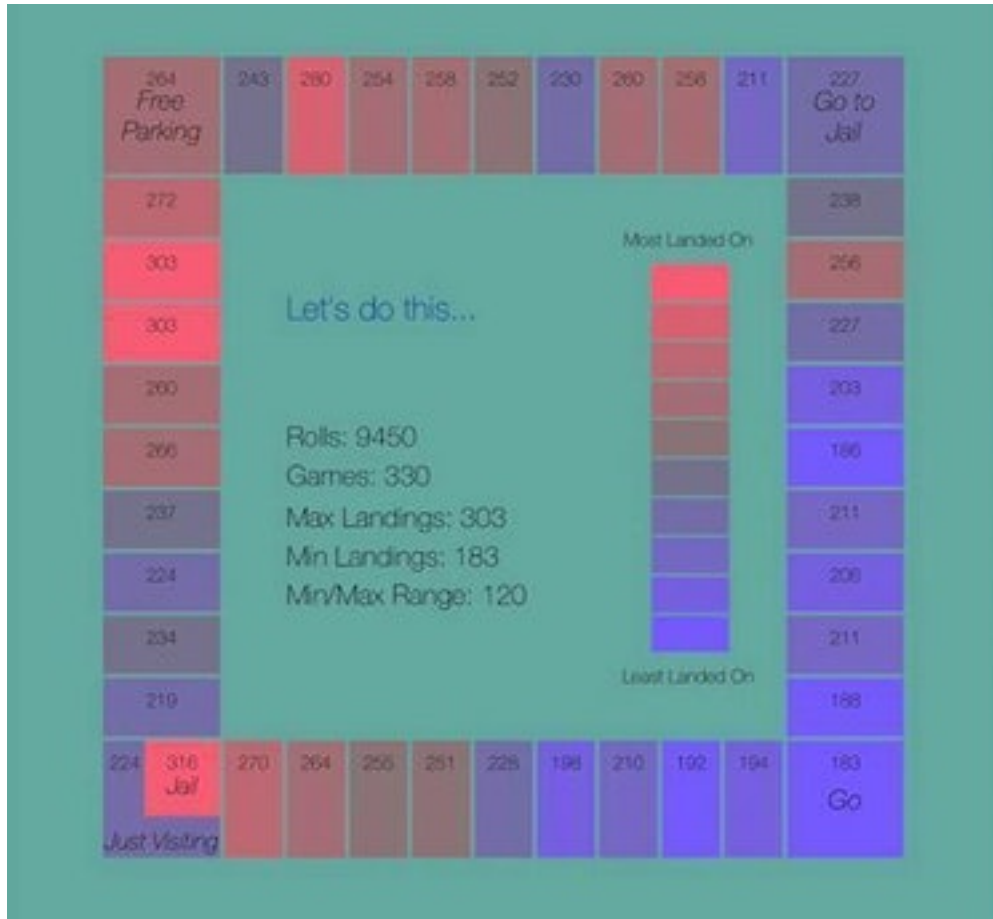 264 243 280 254 258 252 230 260 258 211 227
Free Parking
Go to Jail
272
238
303
256
303
227
260
203
266
186
237
211
224
206
234
211
219
188
Most Landed On
Let's do this...
Rolls: 9450
Games: 330
Max Landings: 303
Min Landings: 183
Min/Max Range: 120
Least Landed On
224 316 270 264 255 251 228 198 210 192 194 183
Jail
Go
Just Visiting